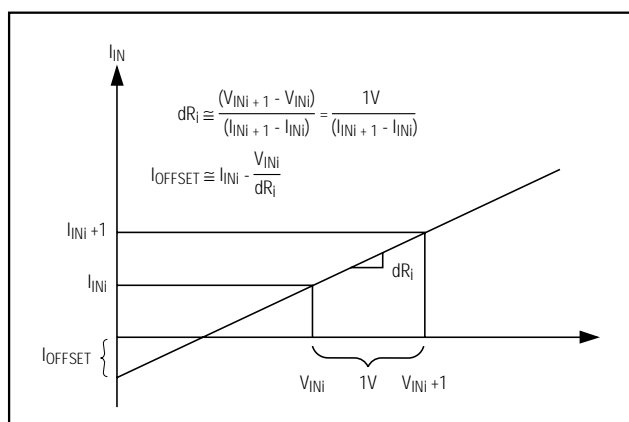 I_IN
dR_i ≅ (V_INi + 1 - V_INi) / (I_INi + 1 - I_INi) = 1V / (I_INi + 1 - I_INi)
I_OFFSET ≅ I_INi - V_INi / dR_i
I_INi +1
I_INi
dR_i
I_OFFSET
V_INi 1V V_INi +1